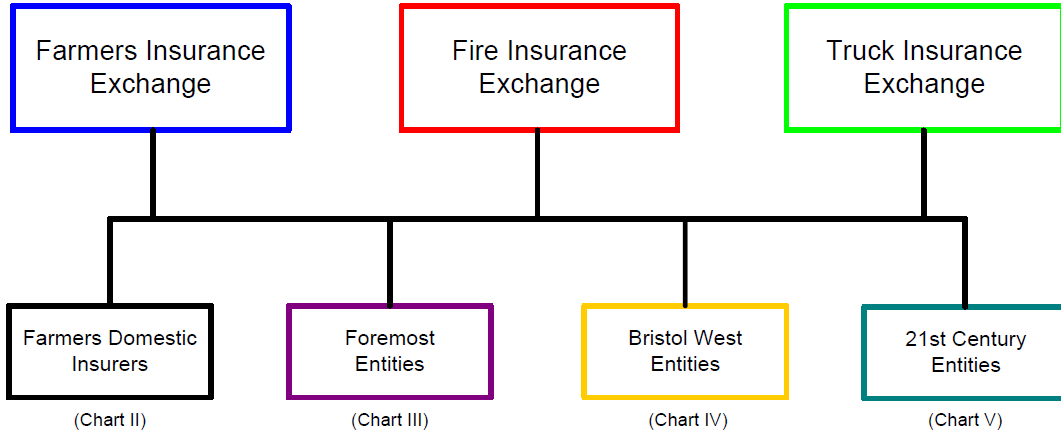 Farmers Insurance
Exchange
Fire Insurance
Exchange
Truck Insurance
Exchange
Farmers Domestic
Insurers
Foremost
Entities
Bristol West
Entities
21st Century
Entities
(Chart II)
(Chart III)
(Chart IV)
(Chart V)